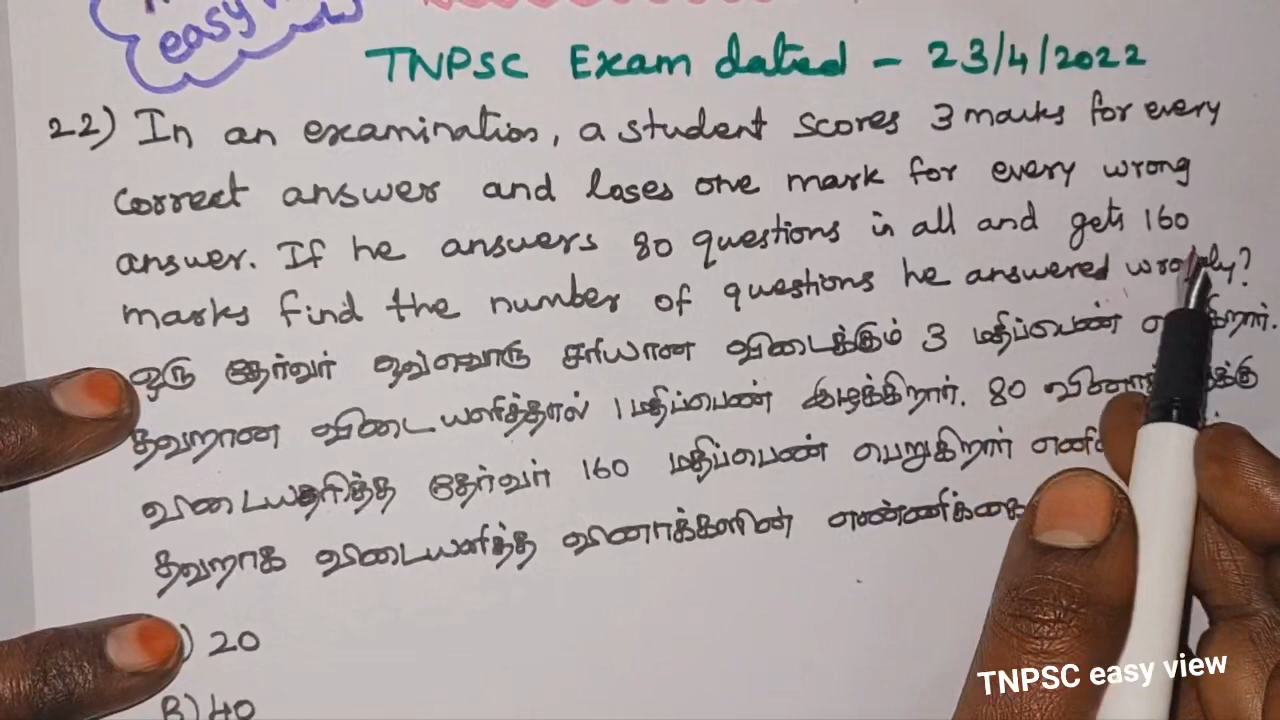 easy
TNPSC Exam dated - 23/4/2022
22) In an examination, a student scores 3 marks for every
correct answer and loses one mark for every wrong
answer. If he answers 80 questions in all and gets 160
marks find the number of questions he answered wrongly?
ஒரு தேர்வர் ஒவ்வொரு சரியான விடைக்கும் 3 மதிப்பெண்
தவறான விடையளித்தால் 1 மதிப்பெண் இழக்கிறார். 80
விடையளித்த தேர்வர் 160 மதிப்பெண் பெறுகிறார்
தவறாக விடையளித்த வினாக்களின் எண்ணிக்கை
) 20
B) 40
TNPSC easy view